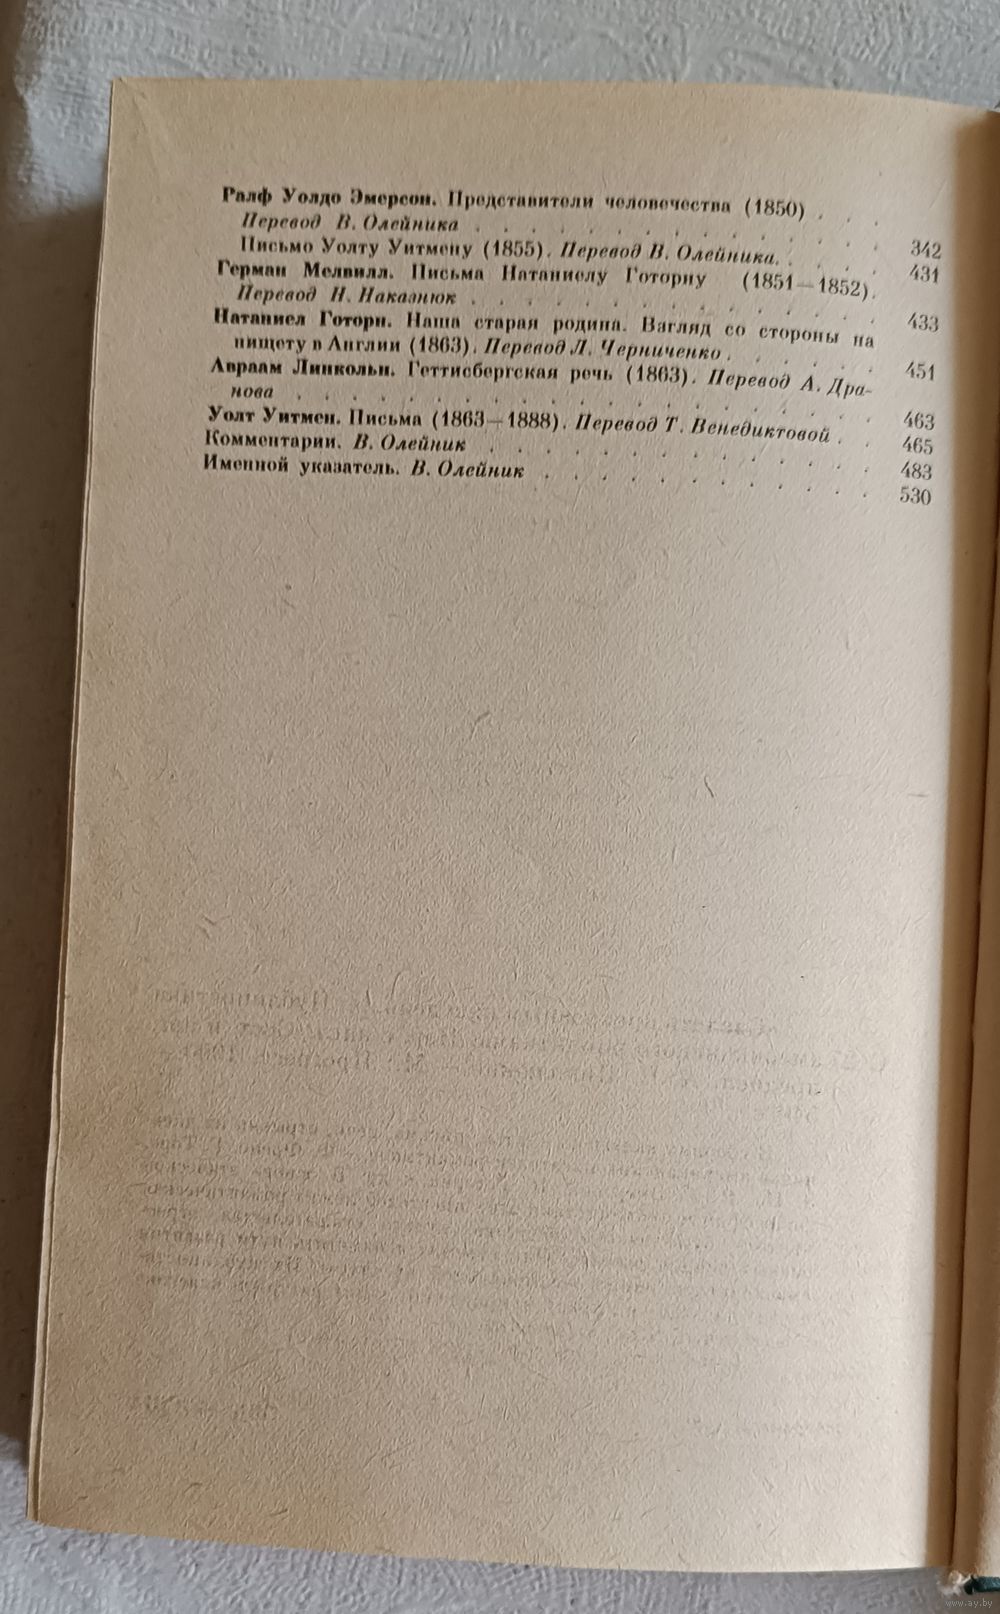 Ралф Уолдо Эмерсон. Представители человечества (1850) . . .
Перевод В. Олейника . . . . . . . . . . . . . . . 342
Письмо Уолту Уитмену (1855). Перевод В. Олейника. . . . . 431
Герман Мелвилл. Письма Натаниелу Готорну (1851—1852).
Перевод Н. Наказнюк . . . . . . . . . . . . . . . 433
Натаниел Готорн. Наша старая родина. Взгляд со стороны на
нищету в Англии (1863). Перевод Л. Черниченко . . . . . . 451
Авраам Линкольн. Геттисбергская речь (1863). Перевод А. Дра-
нова . . . . . . . . . . . . . . . . . . . . . 463
Уолт Уитмен. Письма (1863—1888). Перевод Т. Венедиктовой . . 465
Комментарии. В. Олейник . . . . . . . . . . . . . . 483
Именной указатель. В. Олейник . . . . . . . . . . . . 530
www.ay.by